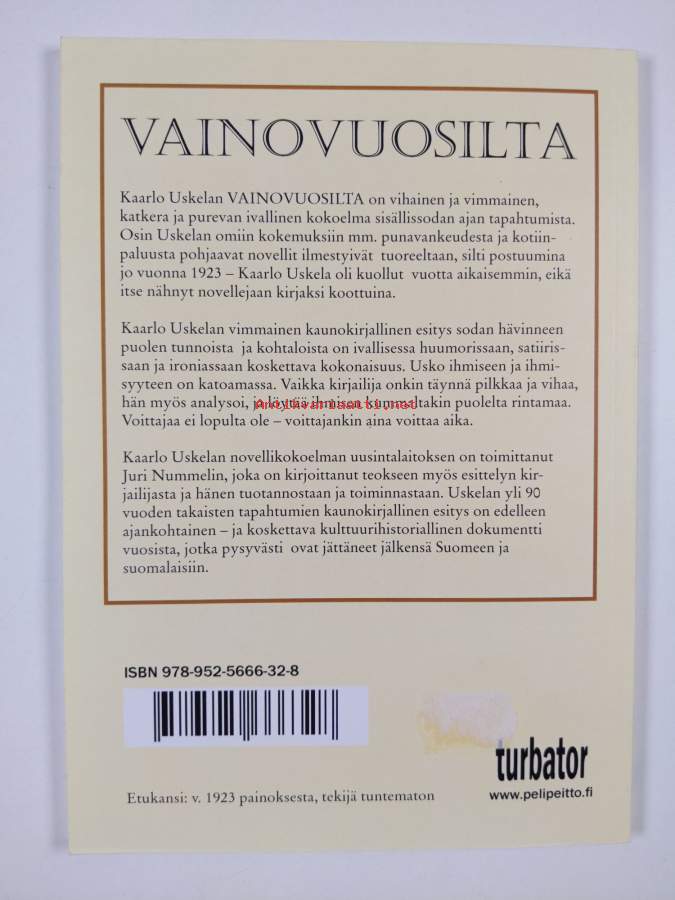 VAINOVUOSILTA
Kaarlo Uskelan VAINOVUOSILTA on vihainen ja vimmainen,
katkera ja purevan ivallinen kokoelma sisällissodan ajan tapahtumista.
Osin Uskelan omiin kokemuksiin mm. punavankeudesta ja kotiin-
paluusta pohjaavat novellit ilmestyivät tuoreeltaan, silti postuumina
jo vuonna 1923 – Kaarlo Uskela oli kuollut vuotta aikaisemmin, eikä
itse nähnyt novellejaan kirjaksi koottuina.
Kaarlo Uskelan vimmainen kaunokirjallinen esitys sodan hävinneen
puolen tunnoista ja kohtaloista on ivallisessa huumorissaan, satiiris-
saan ja ironiassaan koskettava kokonaisuus. Usko ihmiseen ja ihmi-
syyteen on katoamassa. Vaikka kirjailija onkin täynnä pilkkaa ja vihaa,
hän myös analysoi, ja löytää ihmisen kummaltakin puolelta rintamaa.
Antikvariaatti.net
Voittajaa ei lopulta ole – voittajankin aina voittaa aika.
Kaarlo Uskelan novellikokoelman uusintalaitoksen on toimittanut
Juri Nummelin, joka on kirjoittanut teokseen myös esittelyn kir-
jailijasta ja hänen tuotannostaan ja toiminnastaan. Uskelan yli 90
vuoden takaisten tapahtumien kaunokirjallinen esitys on edelleen
ajankohtainen – ja koskettava kulttuurihistoriallinen dokumentti
vuosista, jotka pysyvästi ovat jättäneet jälkensä Suomeen ja
suomalaisiin.
ISBN 978-952-5666-32-8
turbator
www.pelipeitto.fi
Etukansi: v. 1923 painoksesta, tekijä tuntematon